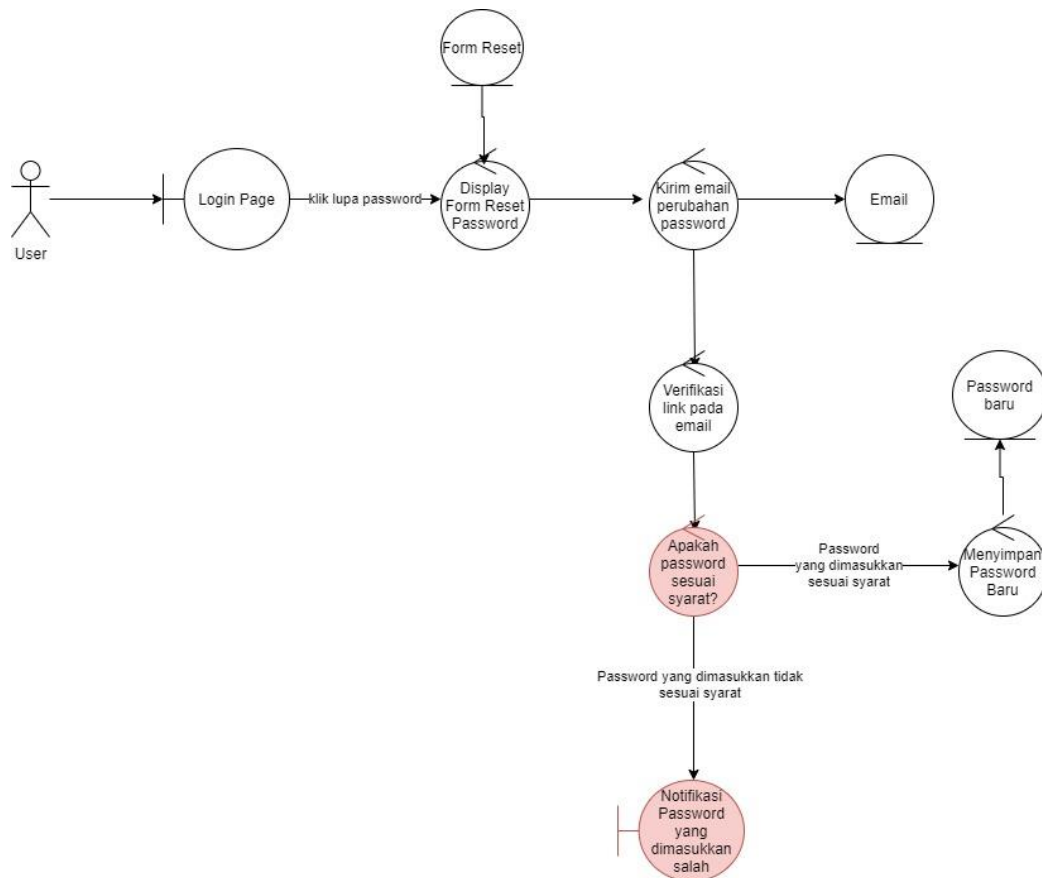 Form Reset
User
Login Page
klik lupa password
Display
Form Reset
Password
Kirim email
perubahan
password
Email
Verifikasi
link pada
email
Password
baru
Apakah
password
sesuai
syarat?
Password
yang dimasukkan
sesuai syarat
Menyimpan
Password
Baru
Password yang dimasukkan tidak
sesuai syarat
Notifikasi
Password
yang
dimasukkan
salah